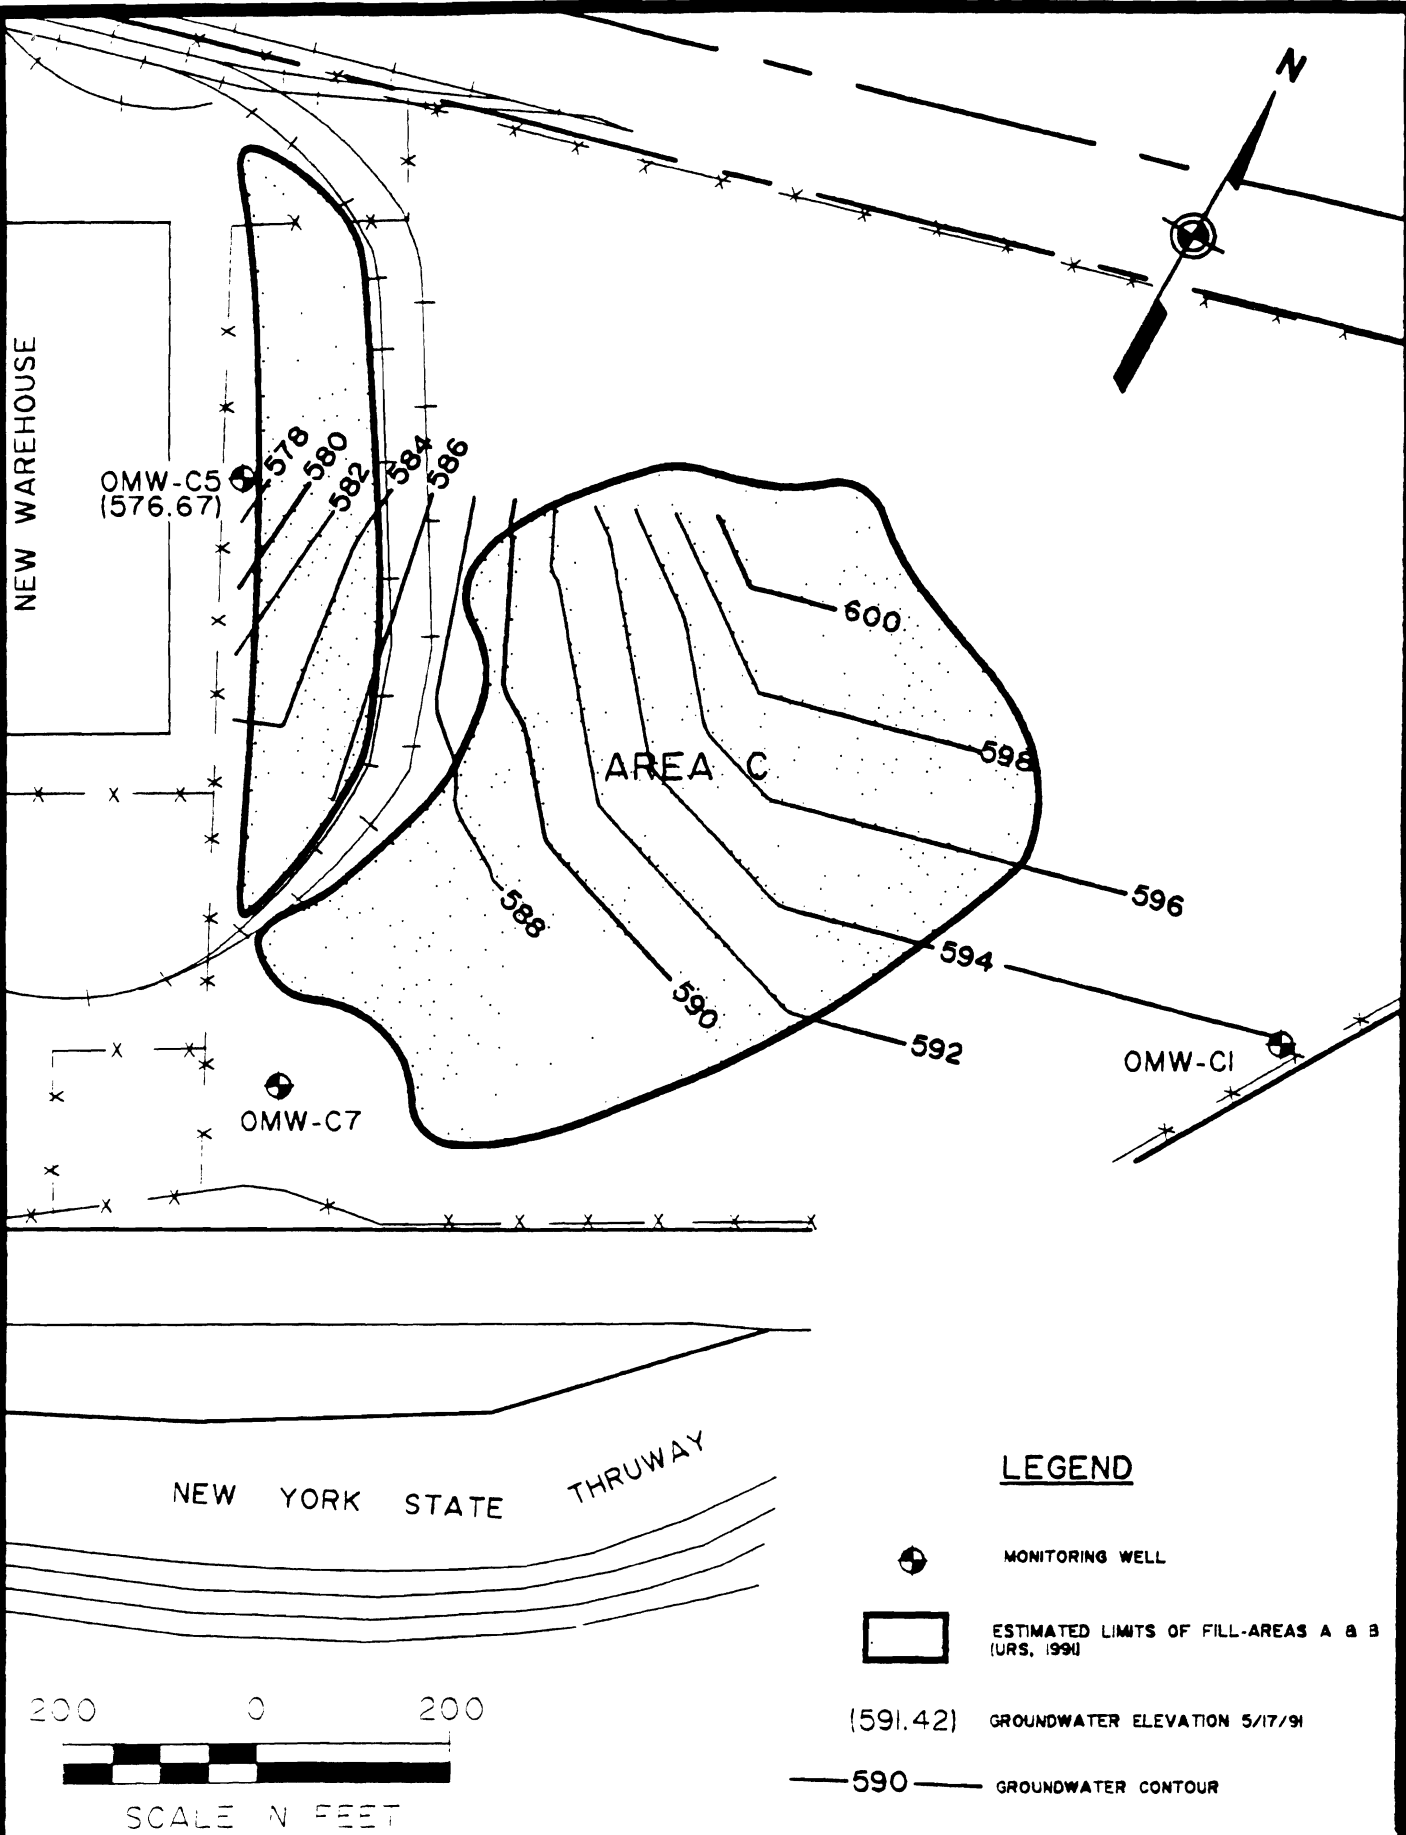 N
NEW WAREHOUSE
OMW-C5
(576.67)
578
580
582
584
586
600
598
AREA C
596
588
594
590
592
OMW-C1
OMW-C7
NEW YORK STATE THRUWAY
LEGEND
MONITORING WELL
ESTIMATED LIMITS OF FILL-AREAS A & B
(URS, 1991)
(591.42) GROUNDWATER ELEVATION 5/17/91
590 GROUNDWATER CONTOUR
200 0 200
SCALE IN FEET